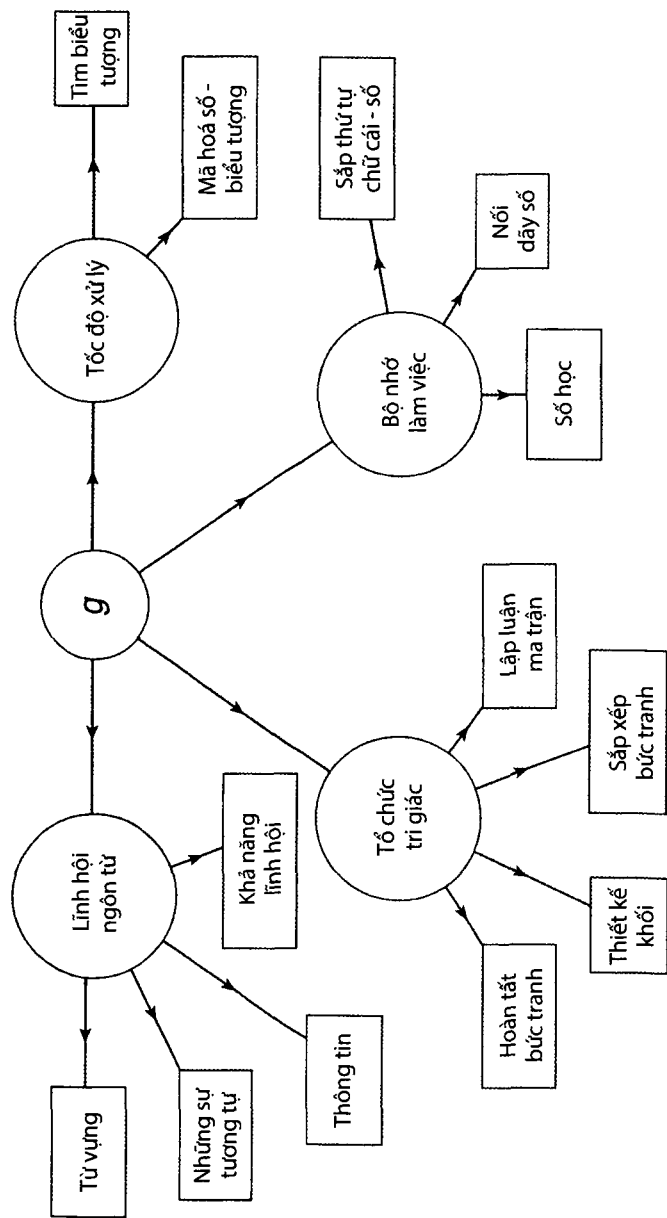 g
Lĩnh hội
ngôn từ
Từ vựng
Những sự
tương tự
Thông tin
Khả năng
lĩnh hội
Tổ chức
tri giác
Hoàn tất
bức tranh
Thiết kế
khối
Sắp xếp
bức tranh
Lập luận
ma trận
Bộ nhớ
làm việc
Số học
Nối
dãy số
Sắp thứ tự
chữ cái - số
Tốc độ xử lý
Mã hoá số -
biểu tượng
Tìm biểu
tượng